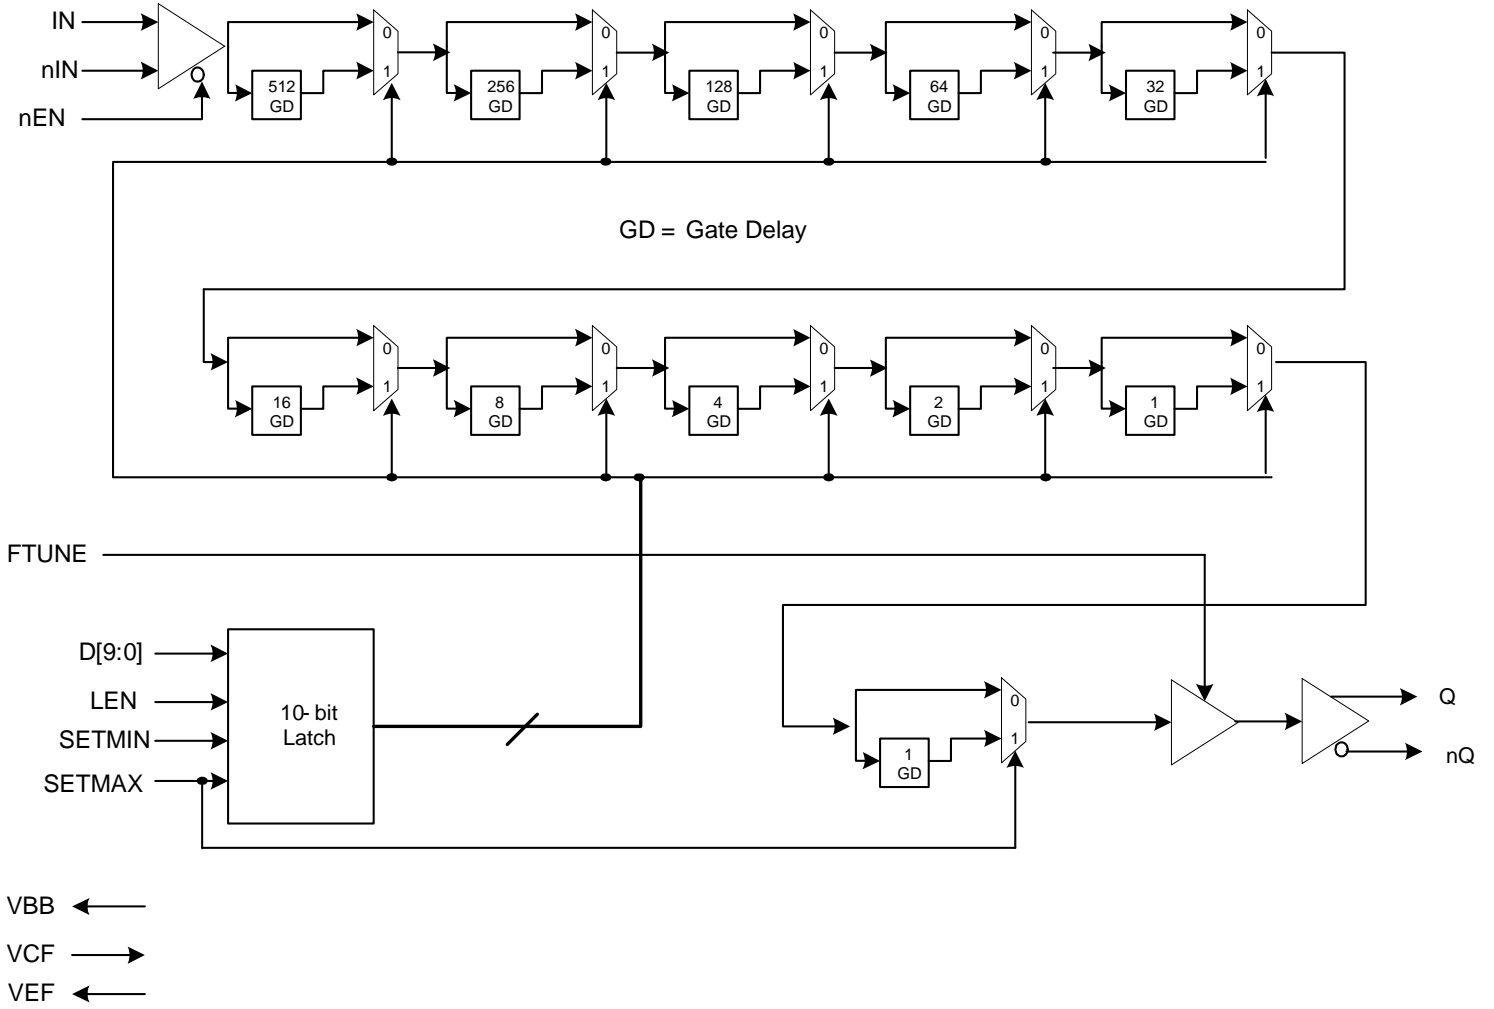 IN
nIN
nEN
0
1
512
GD
0
1
256
GD
0
1
128
GD
0
1
64
GD
0
1
32
GD
GD = Gate Delay
0
1
16
GD
0
1
8
GD
0
1
4
GD
0
1
2
GD
0
1
1
GD
FTUNE
D[9:0]
LEN
SETMIN
SETMAX
10- bit
Latch
0
1
1
GD
Q
nQ
VBB
VCF
VEF